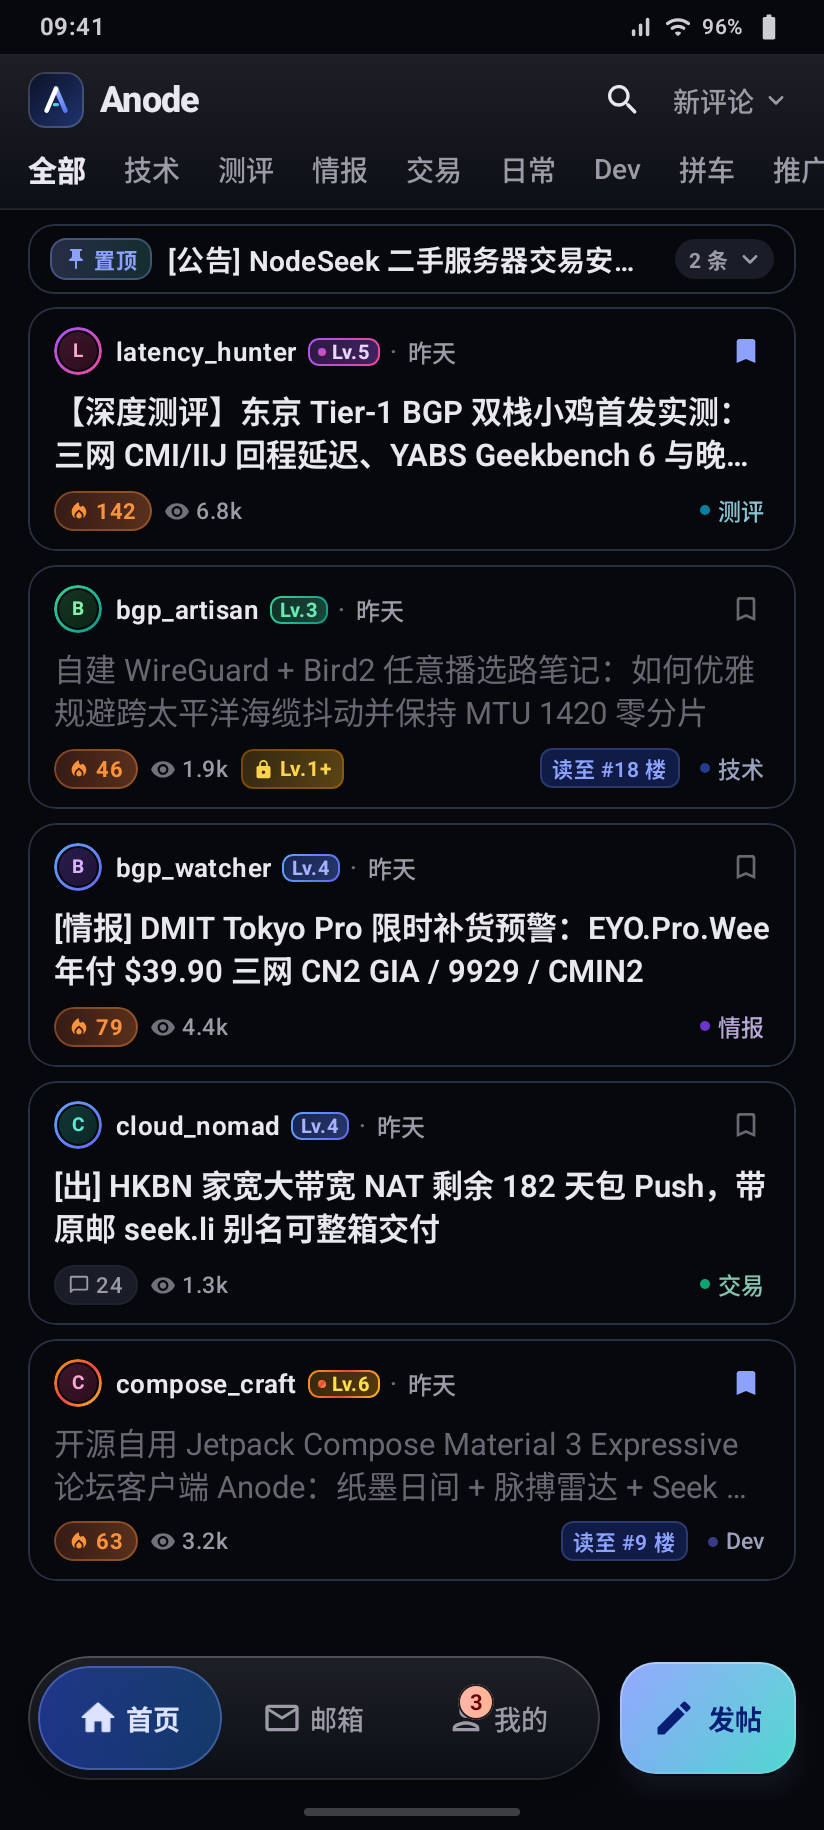 09:41
96%
A Anode
新评论
全部 技术 测评 情报 交易 日常 Dev 拼车 推广
置顶 [公告] NodeSeek 二手服务器交易安… 2 条
L latency_hunter Lv.5 · 昨天
【深度测评】东京 Tier-1 BGP 双栈小鸡首发实测：
三网 CMI/IIJ 回程延迟、YABS Geekbench 6 与晚…
142 6.8k 测评
B bgp_artisan Lv.3 · 昨天
自建 WireGuard + Bird2 任意播选路笔记：如何优雅
规避跨太平洋海缆抖动并保持 MTU 1420 零分片
46 1.9k Lv.1+ 读至 #18 楼 技术
B bgp_watcher Lv.4 · 昨天
[情报] DMIT Tokyo Pro 限时补货预警：EYO.Pro.Wee
年付 $39.90 三网 CN2 GIA / 9929 / CMIN2
79 4.4k 情报
C cloud_nomad Lv.4 · 昨天
[出] HKBN 家宽大带宽 NAT 剩余 182 天包 Push，带
原邮 seek.li 别名可整箱交付
24 1.3k 交易
C compose_craft Lv.6 · 昨天
开源自用 Jetpack Compose Material 3 Expressive
论坛客户端 Anode：纸墨日间 + 脉搏雷达 + Seek …
63 3.2k 读至 #9 楼 Dev
首页 邮箱 3 我的 发帖